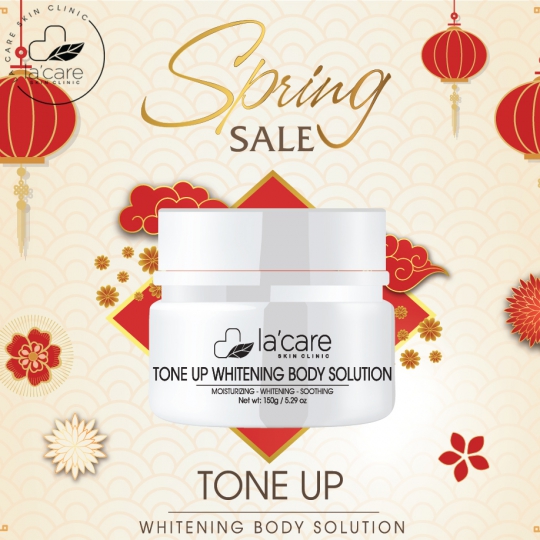 CARE SKIN CLINIC
la'care
SKIN CLINIC
Spring
SALE
la'care
SKIN CLINIC
TONE UP WHITENING BODY SOLUTION
MOISTURIZING - WHITENING - SOOTHING
Net wt: 150g / 5.29 oz
TONE UP
WHITENING BODY SOLUTION